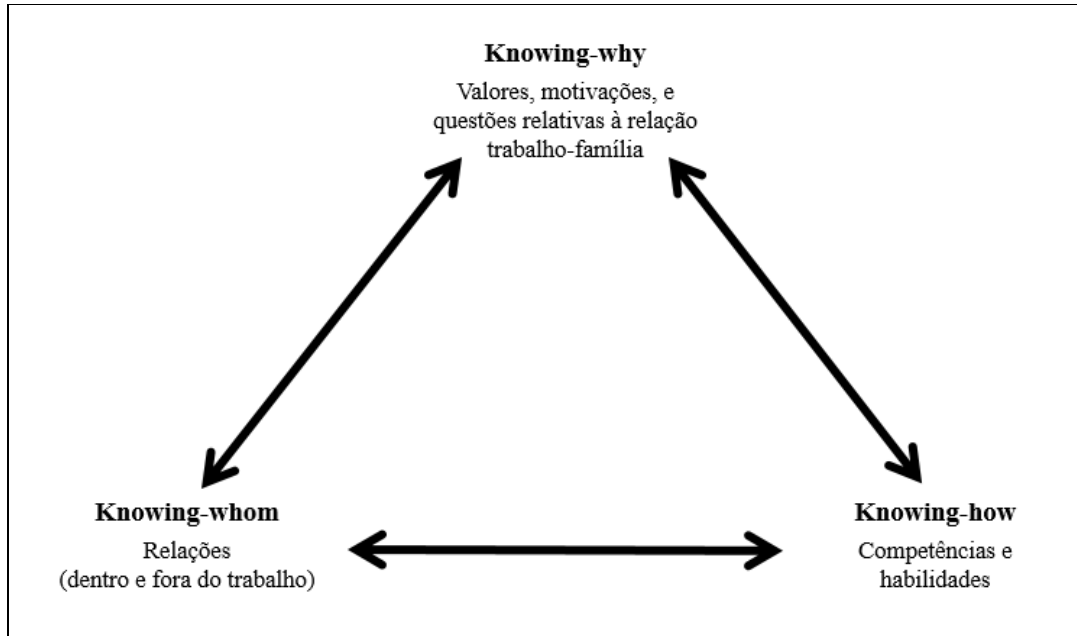 Knowing-why
Valores, motivações, e
questões relativas à relação
trabalho-família
Knowing-whom
Relações
(dentro e fora do trabalho)
Knowing-how
Competências e
habilidades